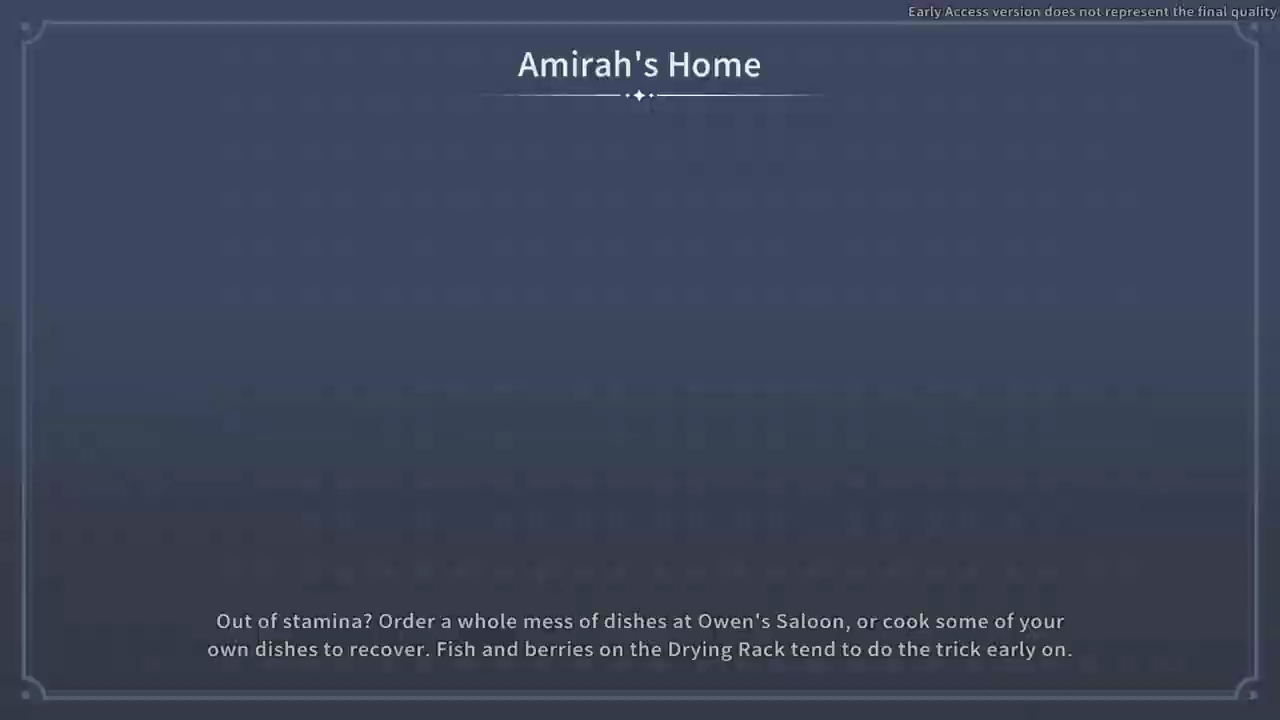 Early Access version does not represent the final quality
Amirah's Home
Out of stamina? Order a whole mess of dishes at Owen's Saloon, or cook some of your
own dishes to recover. Fish and berries on the Drying Rack tend to do the trick early on.